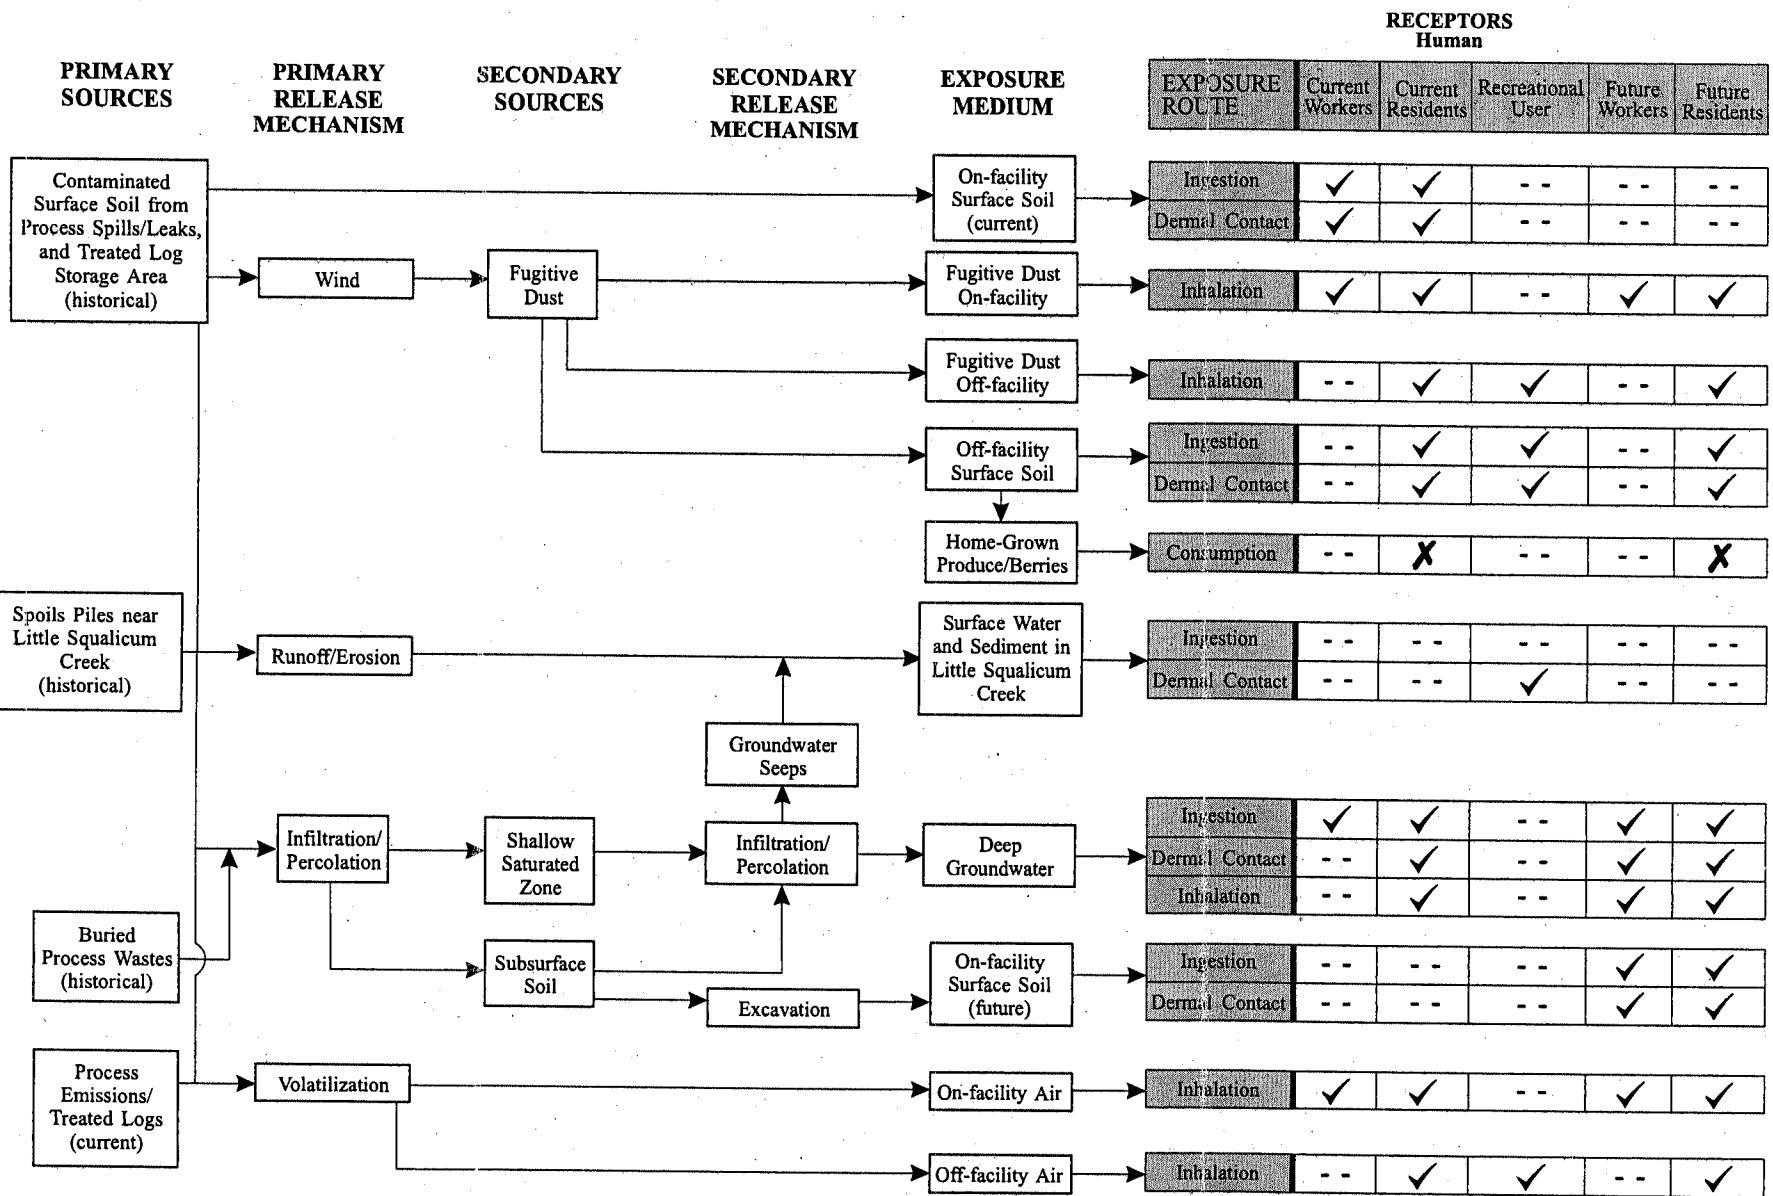 RECEPTORS
Human
PRIMARY
SOURCES
PRIMARY
RELEASE
MECHANISM
SECONDARY
SOURCES
SECONDARY
RELEASE
MECHANISM
EXPOSURE
MEDIUM
EXPOSURE
ROUTE
Current
Workers
Current
Residents
Recreational
User
Future
Workers
Future
Residents
Contaminated
Surface Soil from
Process Spills/Leaks,
and Treated Log
Storage Area
(historical)
On-facility
Surface Soil
(current)
Ingestion ✓ ✓ -- -- --
Dermal Contact ✓ ✓ -- -- --
Wind
Fugitive
Dust
Fugitive Dust
On-facility
Inhalation ✓ ✓ -- ✓ ✓
Fugitive Dust
Off-facility
Inhalation -- ✓ ✓ -- ✓
Off-facility
Surface Soil
Ingestion -- ✓ ✓ -- ✓
Dermal Contact -- ✓ ✓ -- ✓
Home-Grown
Produce/Berries
Consumption -- ✗ -- -- ✗
Spoils Piles near
Little Squalicum
Creek
(historical)
Runoff/Erosion
Surface Water
and Sediment in
Little Squalicum
Creek
Ingestion -- -- -- -- --
Dermal Contact -- -- ✓ -- --
Groundwater
Seeps
Infiltration/
Percolation
Shallow
Saturated
Zone
Infiltration/
Percolation
Deep
Groundwater
Ingestion ✓ ✓ -- ✓ ✓
Dermal Contact -- ✓ -- ✓ ✓
Inhalation -- ✓ -- ✓ ✓
Buried
Process Wastes
(historical)
Subsurface
Soil
Excavation
On-facility
Surface Soil
(future)
Ingestion -- -- -- ✓ ✓
Dermal Contact -- -- -- ✓ ✓
Process
Emissions/
Treated Logs
(current)
Volatilization
On-facility Air
Inhalation ✓ ✓ -- ✓ ✓
Off-facility Air
Inhalation -- ✓ ✓ -- ✓